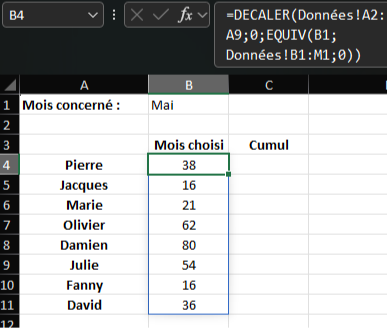 B4 fx =DECALER(Données!A2:
A9;0;EQUIV(B1;
Données!B1:M1;0))
A B C
1 Mois concerné : Mai
2
3 Mois choisi Cumul
4 Pierre 38
5 Jacques 16
6 Marie 21
7 Olivier 62
8 Damien 80
9 Julie 54
10 Fanny 16
11 David 36
12